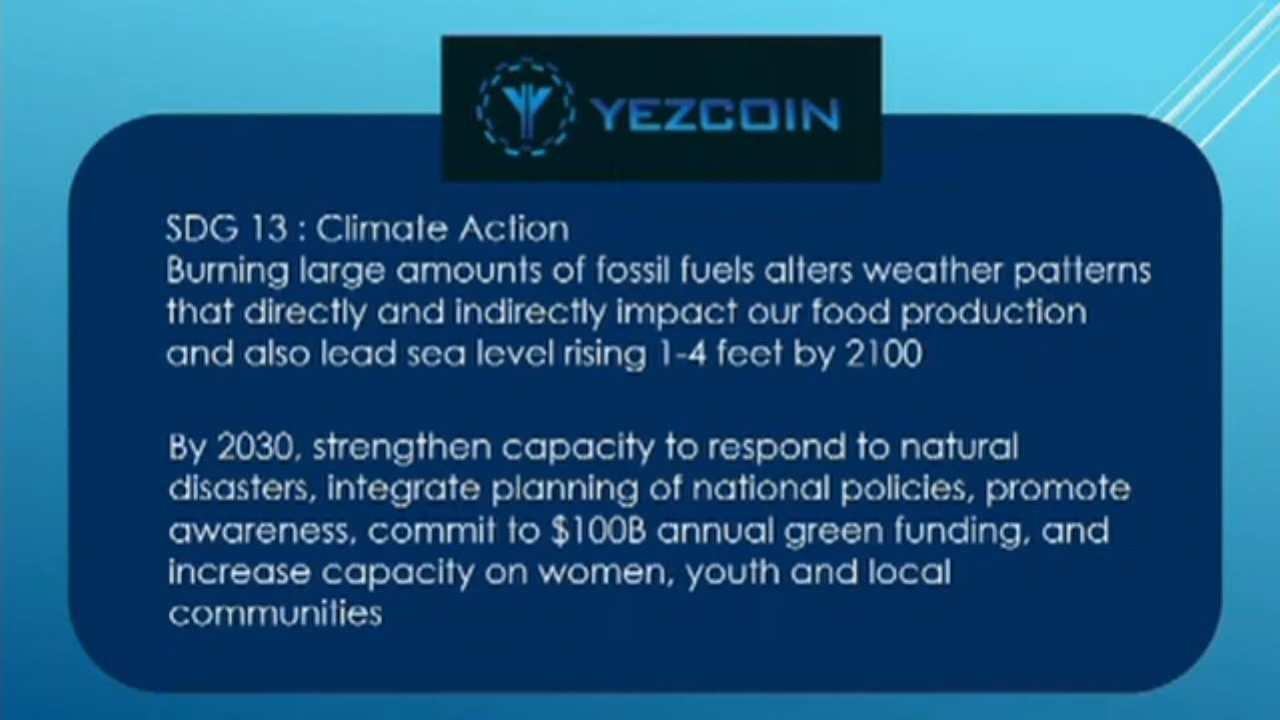 YEZCOIN
SDG 13 : Climate Action
Burning large amounts of fossil fuels alters weather patterns
that directly and indirectly impact our food production
and also lead sea level rising 1-4 feet by 2100
By 2030, strengthen capacity to respond to natural
disasters, integrate planning of national policies, promote
awareness, commit to $100B annual green funding, and
increase capacity on women, youth and local
communities